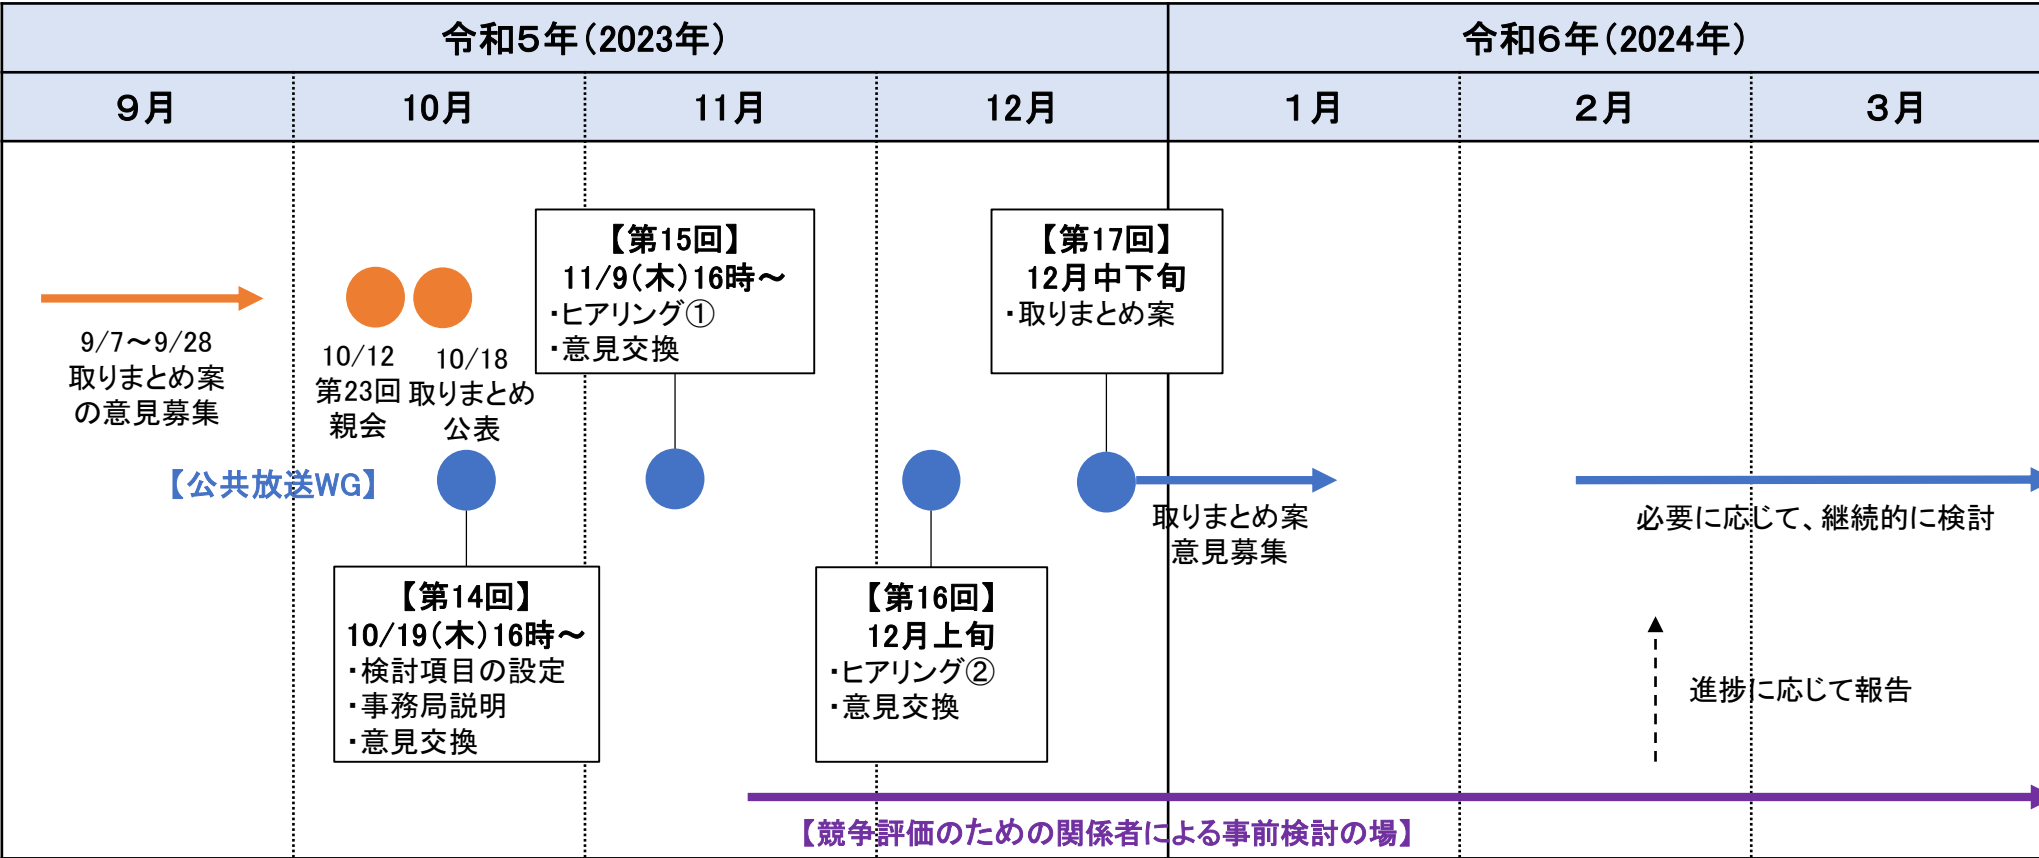 令和５年（2023年）
令和６年（2024年）
９月
10月
11月
12月
１月
２月
３月
9/7～9/28
取りまとめ案
の意見募集
10/12
第23回
親会
10/18
取りまとめ
公表
【第15回】
11/9（木）16時～
・ヒアリング①
・意見交換
【第17回】
12月中下旬
・取りまとめ案
【公共放送WG】
取りまとめ案
意見募集
必要に応じて、継続的に検討
【第14回】
10/19（木）16時～
・検討項目の設定
・事務局説明
・意見交換
【第16回】
12月上旬
・ヒアリング②
・意見交換
進捗に応じて報告
【競争評価のための関係者による事前検討の場】